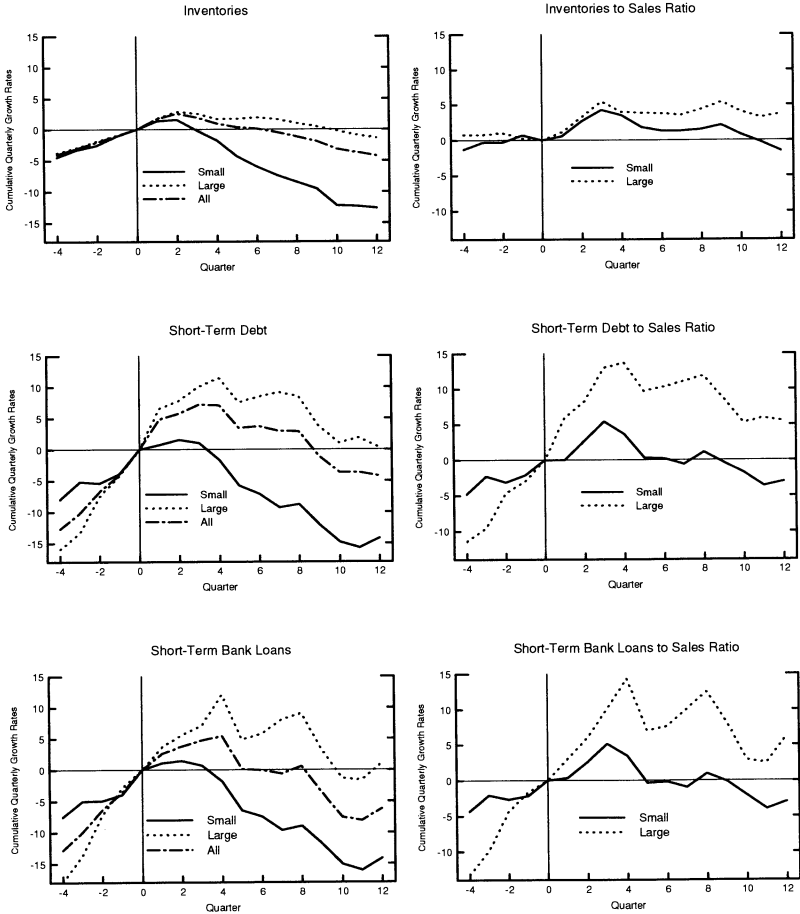 Inventories
Cumulative Quarterly Growth Rates
15
10
5
0
-5
-10
-15
Small
Large
All
-4 -2 0 2 4 6 8 10 12
Quarter
Inventories to Sales Ratio
Cumulative Quarterly Growth Rates
15
10
5
0
-5
-10
Small
Large
-4 -2 0 2 4 6 8 10 12
Quarter
Short-Term Debt
Cumulative Quarterly Growth Rates
15
10
5
0
-5
-10
-15
Small
Large
All
-4 -2 0 2 4 6 8 10 12
Quarter
Short-Term Debt to Sales Ratio
Cumulative Quarterly Growth Rates
15
10
5
0
-5
-10
Small
Large
-4 -2 0 2 4 6 8 10 12
Quarter
Short-Term Bank Loans
Cumulative Quarterly Growth Rates
15
10
5
0
-5
-10
-15
Small
Large
All
-4 -2 0 2 4 6 8 10 12
Quarter
Short-Term Bank Loans to Sales Ratio
Cumulative Quarterly Growth Rates
15
10
5
0
-5
-10
Small
Large
-4 -2 0 2 4 6 8 10 12
Quarter